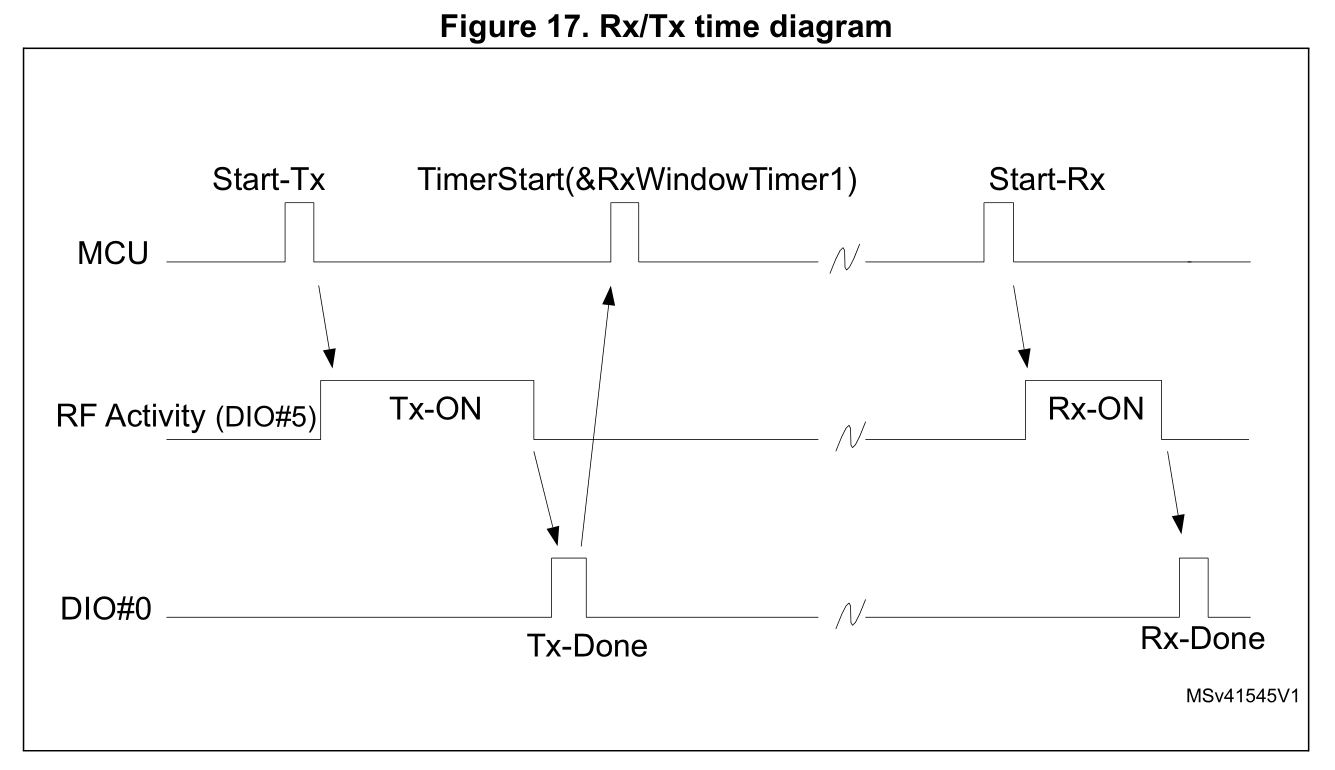 Figure 17. Rx/Tx time diagram
Start-Tx TimerStart(&RxWindowTimer1) Start-Rx
MCU
RF Activity (DIO#5) Tx-ON Rx-ON
DIO#0
Tx-Done Rx-Done
MSv41545V1